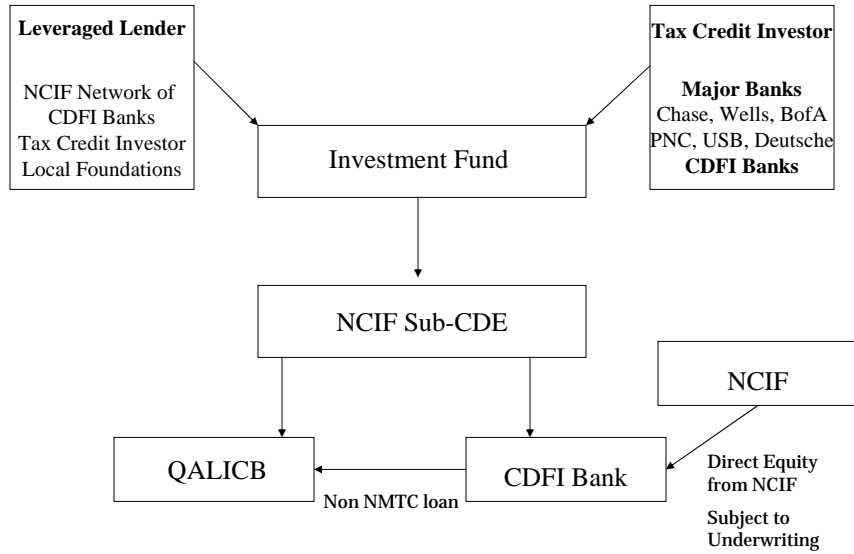 Leveraged Lender
NCIF Network of
CDFI Banks
Tax Credit Investor
Local Foundations
Tax Credit Investor
Major Banks
Chase, Wells, BofA
PNC, USB, Deutsche
CDFI Banks
Investment Fund
NCIF Sub-CDE
NCIF
QALICB
Non NMTC loan
CDFI Bank
Direct Equity
from NCIF
Subject to
Underwriting